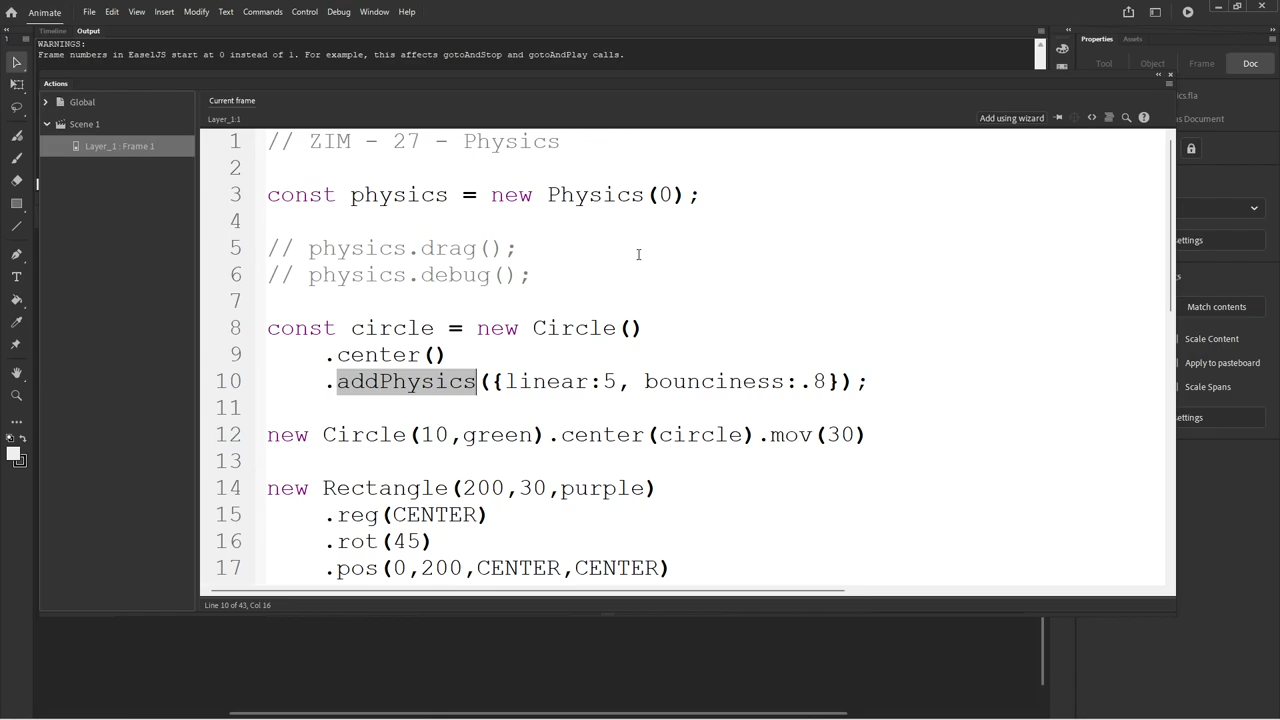 Animate
File Edit View Insert Modify Text Commands Control Debug Window Help
Timeline Output
Properties Assets
WARNINGS:
Frame numbers in EaselJS start at 0 instead of 1. For example, this affects gotoAndStop and gotoAndPlay calls.
Tool Object Frame Doc
Actions
Global
Scene 1
Layer_1 : Frame 1
Current frame
Layer_1:1
Add using wizard
1 // ZIM - 27 - Physics
2
3 const physics = new Physics(0);
4
5 // physics.drag();
6 // physics.debug();
7
8 const circle = new Circle()
9 .center()
10 .addPhysics({linear:5, bounciness:.8});
11
12 new Circle(10,green).center(circle).mov(30)
13
14 new Rectangle(200,30,purple)
15 .reg(CENTER)
16 .rot(45)
17 .pos(0,200,CENTER,CENTER)
Line 10 of 43, Col 16
ics.fla
s Document
ettings
gs
Match contents
Scale Content
Apply to pasteboard
Scale Spans
ettings